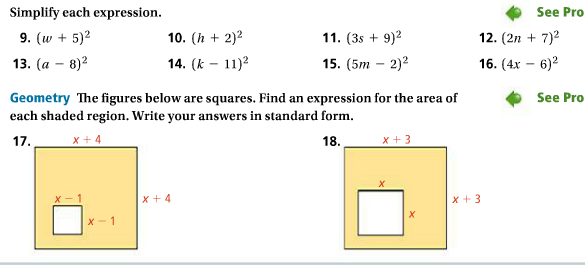 Simplify each expression.
See Pro
9. (w + 5)²
10. (h + 2)²
11. (3s + 9)²
12. (2n + 7)²
13. (a − 8)²
14. (k − 11)²
15. (5m − 2)²
16. (4x − 6)²
Geometry The figures below are squares. Find an expression for the area of
See Pro
each shaded region. Write your answers in standard form.
17.
x + 4
x + 4
x − 1
x − 1
18.
x + 3
x + 3
x
x